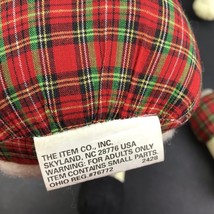 THE ITEM CO., INC.
SKYLAND, NC 28776 USA
WARNING: FOR ADULTS ONLY
ITEM CONTAINS SMALL PARTS.
OHIO REG.#76772 2428